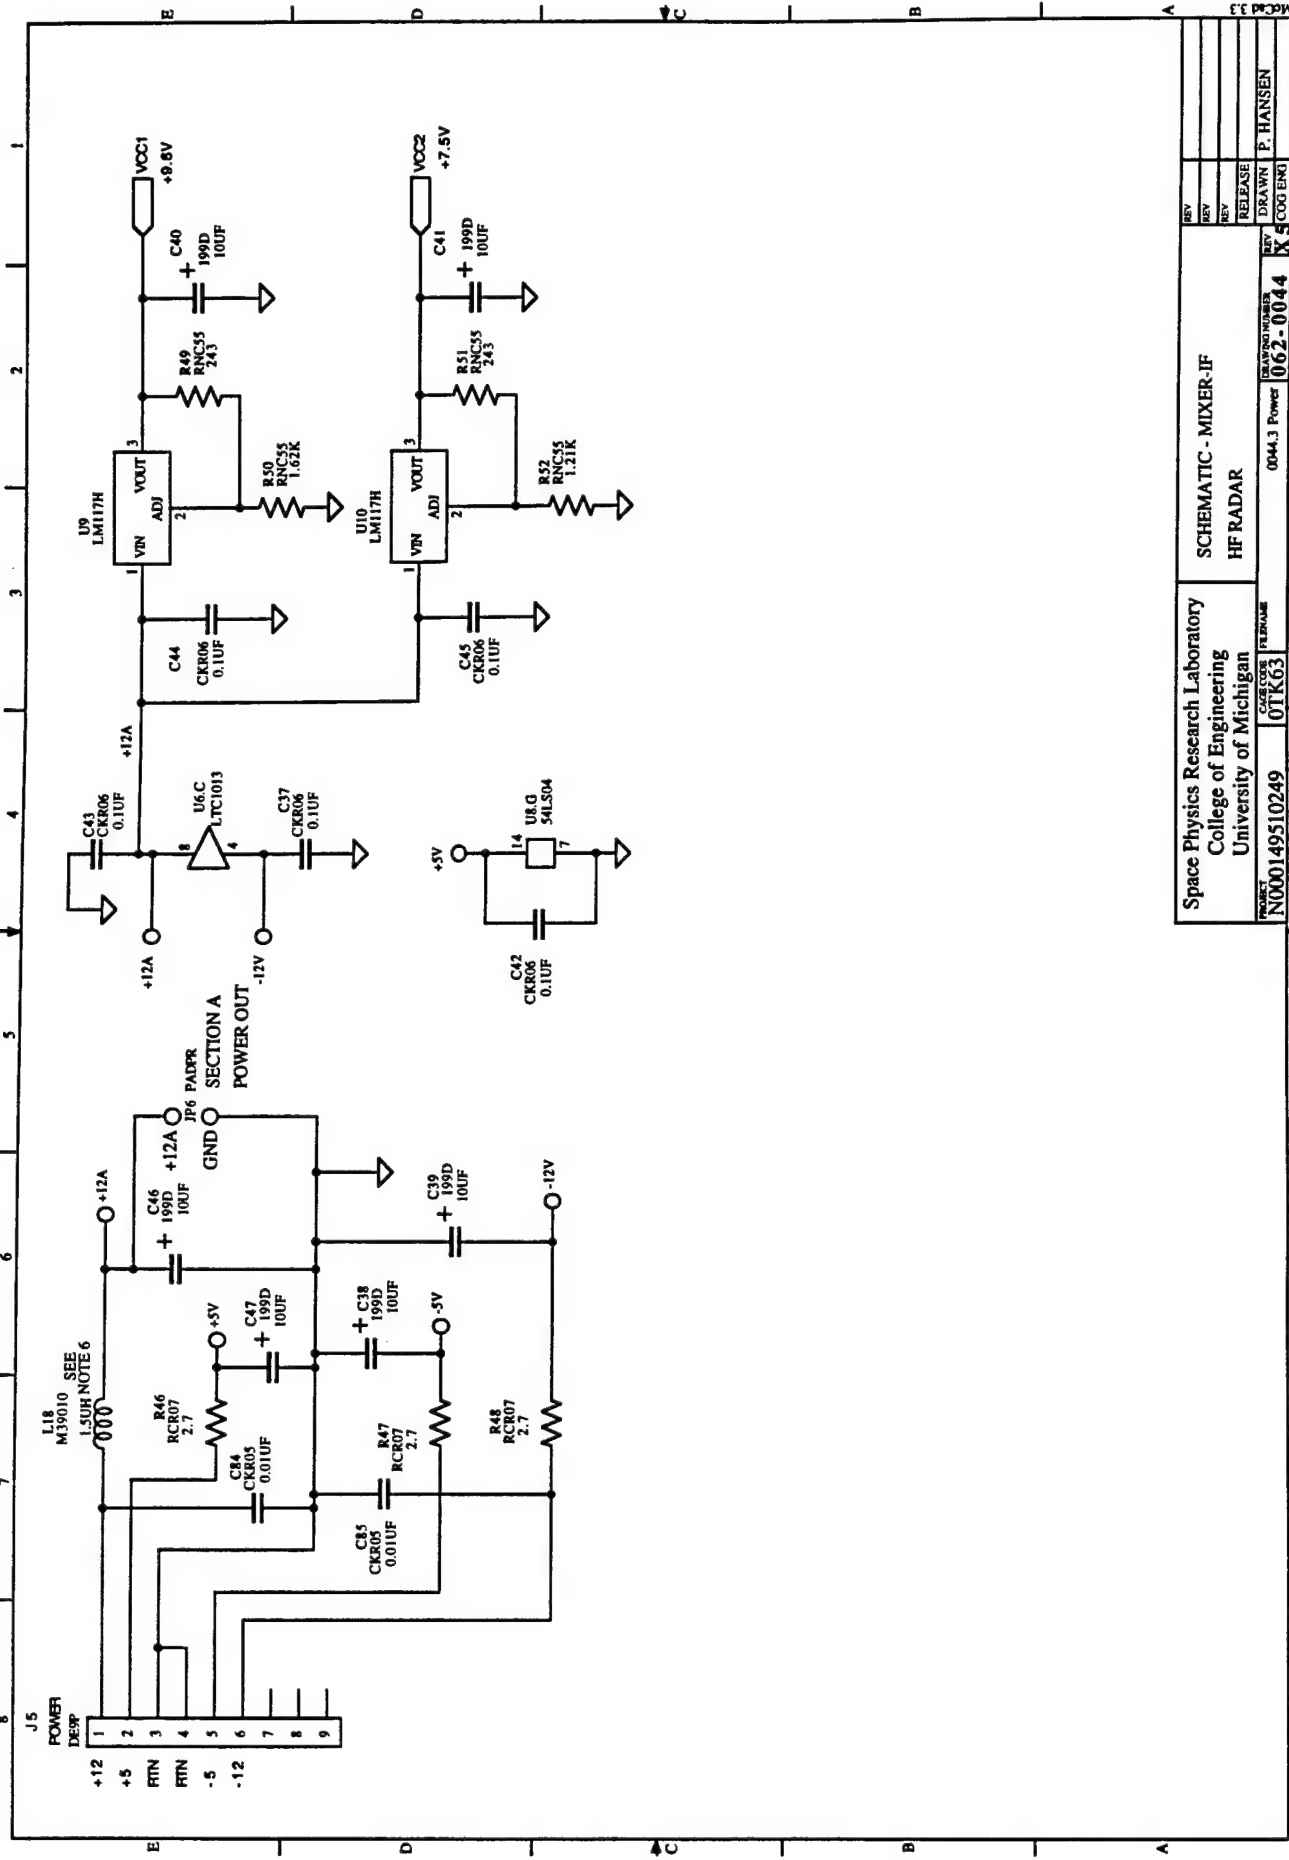 8
7
6
5
4
3
2
1
E
D
C
B
A
E
D
C
B
A
J5
POWER
DE9P
+12
1
+5
2
RTN
3
RTN
4
-5
5
-12
6
7
8
9
L18
M39010
1.5UH
SEE
NOTE 6
+12A
R46
RCR07
2.7
+5V
C84
CKR05
0.01UF
C47
+ 199D
10UF
C46
+ 199D
10UF
+12A
GND
JP6 PADPR
SECTION A
POWER OUT
C85
CKR05
0.01UF
R47
RCR07
2.7
C38
+ 199D
10UF
-5V
R48
RCR07
2.7
C39
+ 199D
10UF
-12V
C43
CKR06
0.1UF
+12A
-12V
8
4
U6.C
LTC1013
C37
CKR06
0.1UF
+12A
C42
CKR06
0.1UF
+5V
14
7
U8.G
54LS04
C44
CKR06
0.1UF
U9
LM117H
1
VIN
VOUT
3
ADJ
2
R49
RNC55
243
R50
RNC55
1.62K
C40
+ 199D
10UF
VCC1
+9.6V
C45
CKR06
0.1UF
U10
LM117H
1
VIN
VOUT
3
ADJ
2
R51
RNC55
243
R52
RNC55
1.21K
C41
+ 199D
10UF
VCC2
+7.5V
Space Physics Research Laboratory
College of Engineering
University of Michigan
SCHEMATIC - MIXER-IF
HF RADAR
REV
REV
REV
RELEASE
DRAWN P. HANSEN
COG ENG
PROJECT
N000149510249
CAGE CODE
0TK63
FILENAME
0044.3 Power
DRAWING NUMBER
062-0044
REV
X5
McCad 3.3